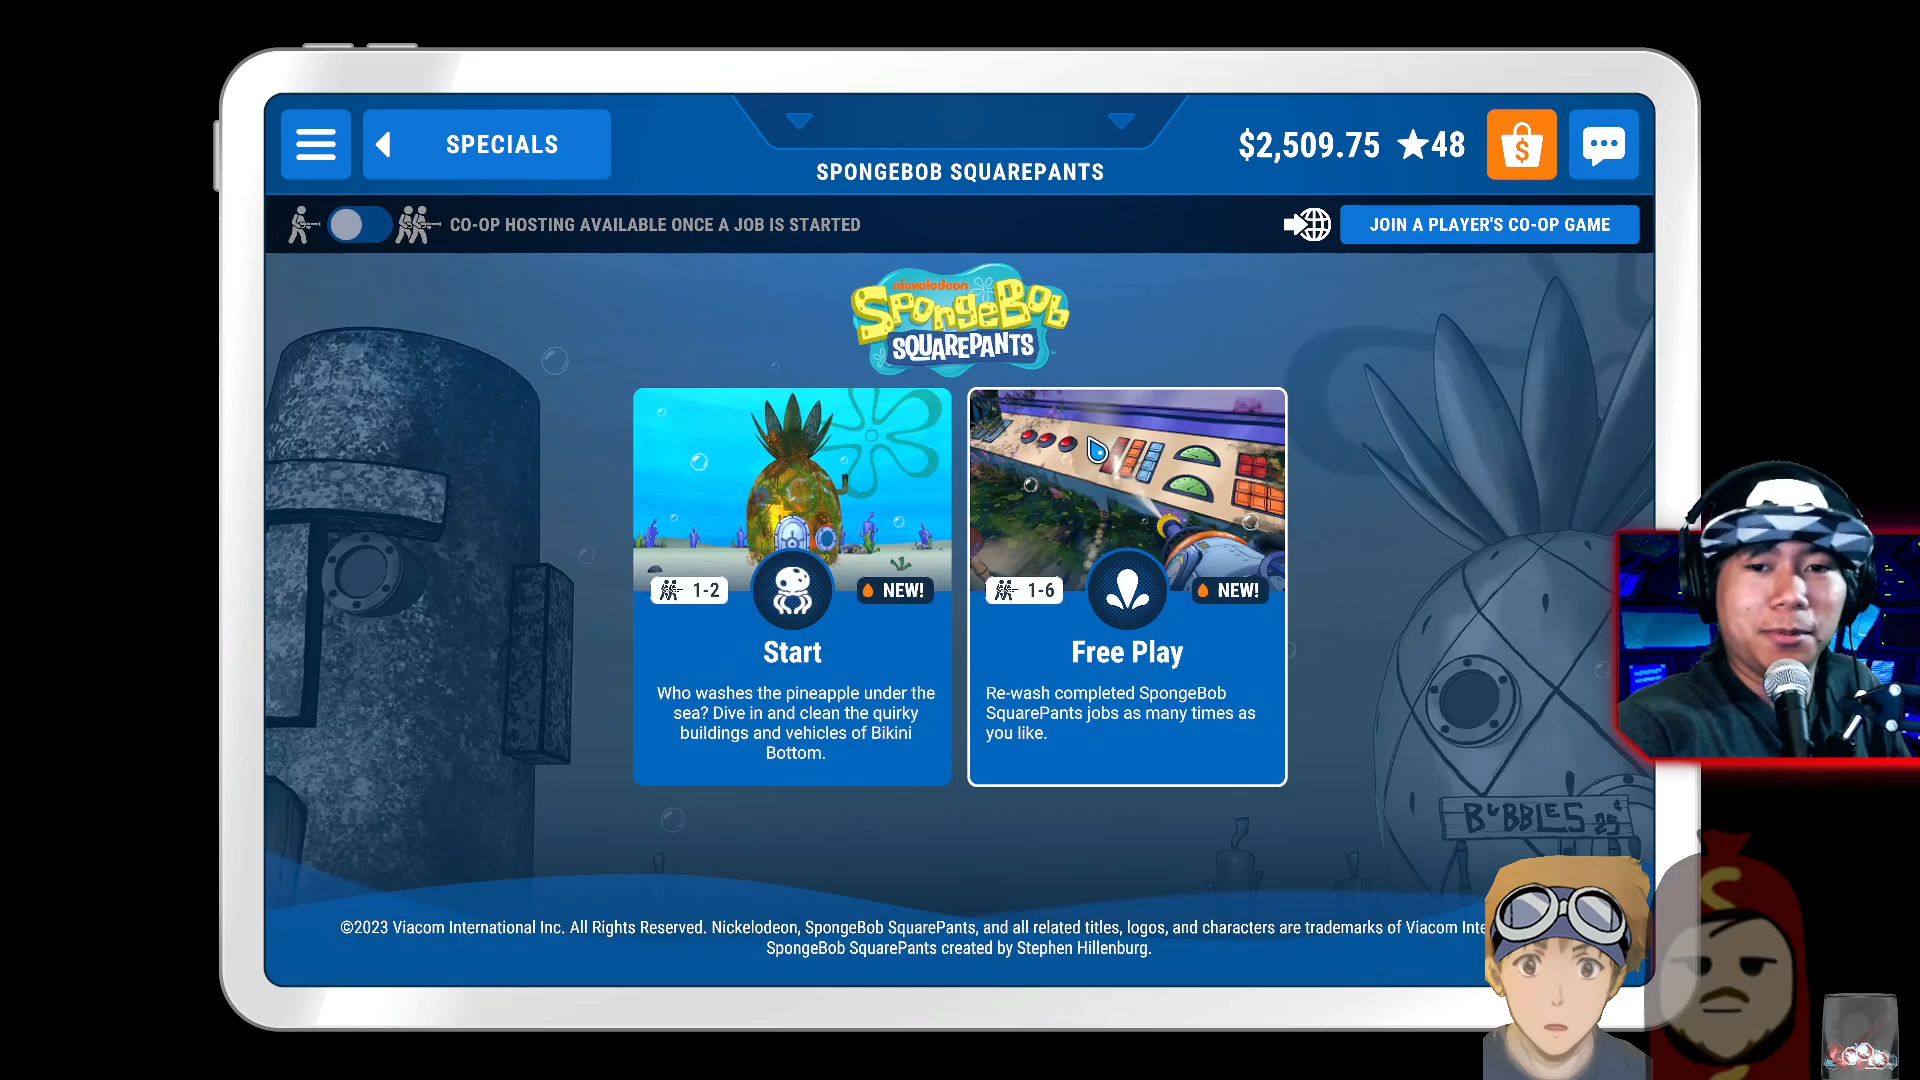 SPECIALS
SPONGEBOB SQUAREPANTS
$2,509.75 ★48
$
CO-OP HOSTING AVAILABLE ONCE A JOB IS STARTED
JOIN A PLAYER'S CO-OP GAME
nickelodeon
SPONGEBOB
SQUAREPANTS
1-2
NEW!
1-6
NEW!
Start
Free Play
Who washes the pineapple under the
sea? Dive in and clean the quirky
buildings and vehicles of Bikini
Bottom.
Re-wash completed SpongeBob
SquarePants jobs as many times as
you like.
BUBBLES 25¢
©2023 Viacom International Inc. All Rights Reserved. Nickelodeon, SpongeBob SquarePants, and all related titles, logos, and characters are trademarks of Viacom Inte
SpongeBob SquarePants created by Stephen Hillenburg.